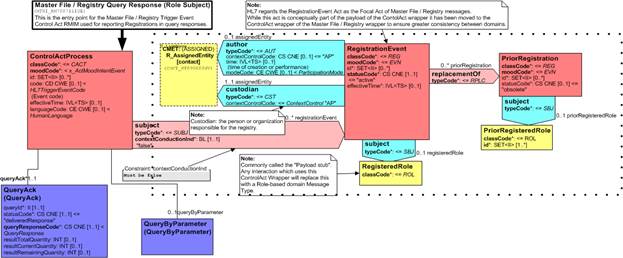 Master File / Registry Query Response (Role Subject)
This is the entry point for the Master File / Registry Trigger Event
Control Act RMIM used for reporting Registrations in query responses.
Note:
HL7 regards the RegistrationEvent Act as the Focal Act of Master File / Registry messages.
While this act is conceptually part of the payload of the ControlAct it has been moved to the
ControlAct wrapper of the Master File / Registry wrapper to ensure greater consistency between domains.
ControlActProcess
classCode*: <= CACT
moodCode*: <= x_ActMoodIntentEvent
id: SET<II> [0..*]
code: CD CWE [0..1] <=
HL7TriggerEventCode
(Event code)
effectiveTime: IVL<TS> [0..1]
languageCode: CE CWE [0..1] <=
HumanLanguage
CMET: (ASSIGNED)
R_AssignedEntity
[contact]
0..1 assignedEntity
author
typeCode*: <= AUT
contextControlCode: CS CNE [0..1] <= "AP"
time: IVL<TS> [0..1]
(time of creation or performance)
modeCode: CE CWE [0..1] < ParticipationMode
1..1 assignedEntity
custodian
typeCode*: <= CST
contextControlCode: <= ContextControl "AP"
RegistrationEvent
classCode*: <= REG
moodCode*: <= EVN
id: SET<II> [0..*]
statusCode*: CS CNE [1..1]
<= "active"
effectiveTime: IVL<TS> [0..1]
0..* priorRegistration
replacementOf
typeCode*: <= RPLC
PriorRegistration
classCode*: <= REG
moodCode*: <= EVN
id*: SET<II> [1..*]
statusCode*: CS CNE [1..1] <=
"obsolete"
Note:
Custodian: the person or organization
responsible for the registry.
subject
typeCode*: <= SUBJ
contextConductionInd*: BL [1..1]
"false"
0..* registrationEvent
subject
typeCode*: <= SBJ
0..1 priorRegisteredRole
PriorRegisteredRole
classCode*: <= ROL
id*: SET<II> [1..*]
subject
typeCode*: <= SBJ
0..1 registeredRole
RegisteredRole
classCode*: <= ROL
Note:
Commonly called the "Payload stub".
Any interaction which uses this
ControlAct Wrapper will replace this
with a Role-based domain Message
Type.
Constraint: *contextConductionInd
Must be false
queryAck* 1..1
QueryAck
queryId*: II [1..1]
statusCode*: CS CNE [1..1] <=
"deliveredResponse"
queryResponseCode*: CS CNE [1..1] <
QueryResponse
resultTotalQuantity: INT [0..1]
resultCurrentQuantity: INT [0..1]
resultRemainingQuantity: INT [0..1]
0..1 queryByParameter
QueryByParameter
(QueryByParameter)